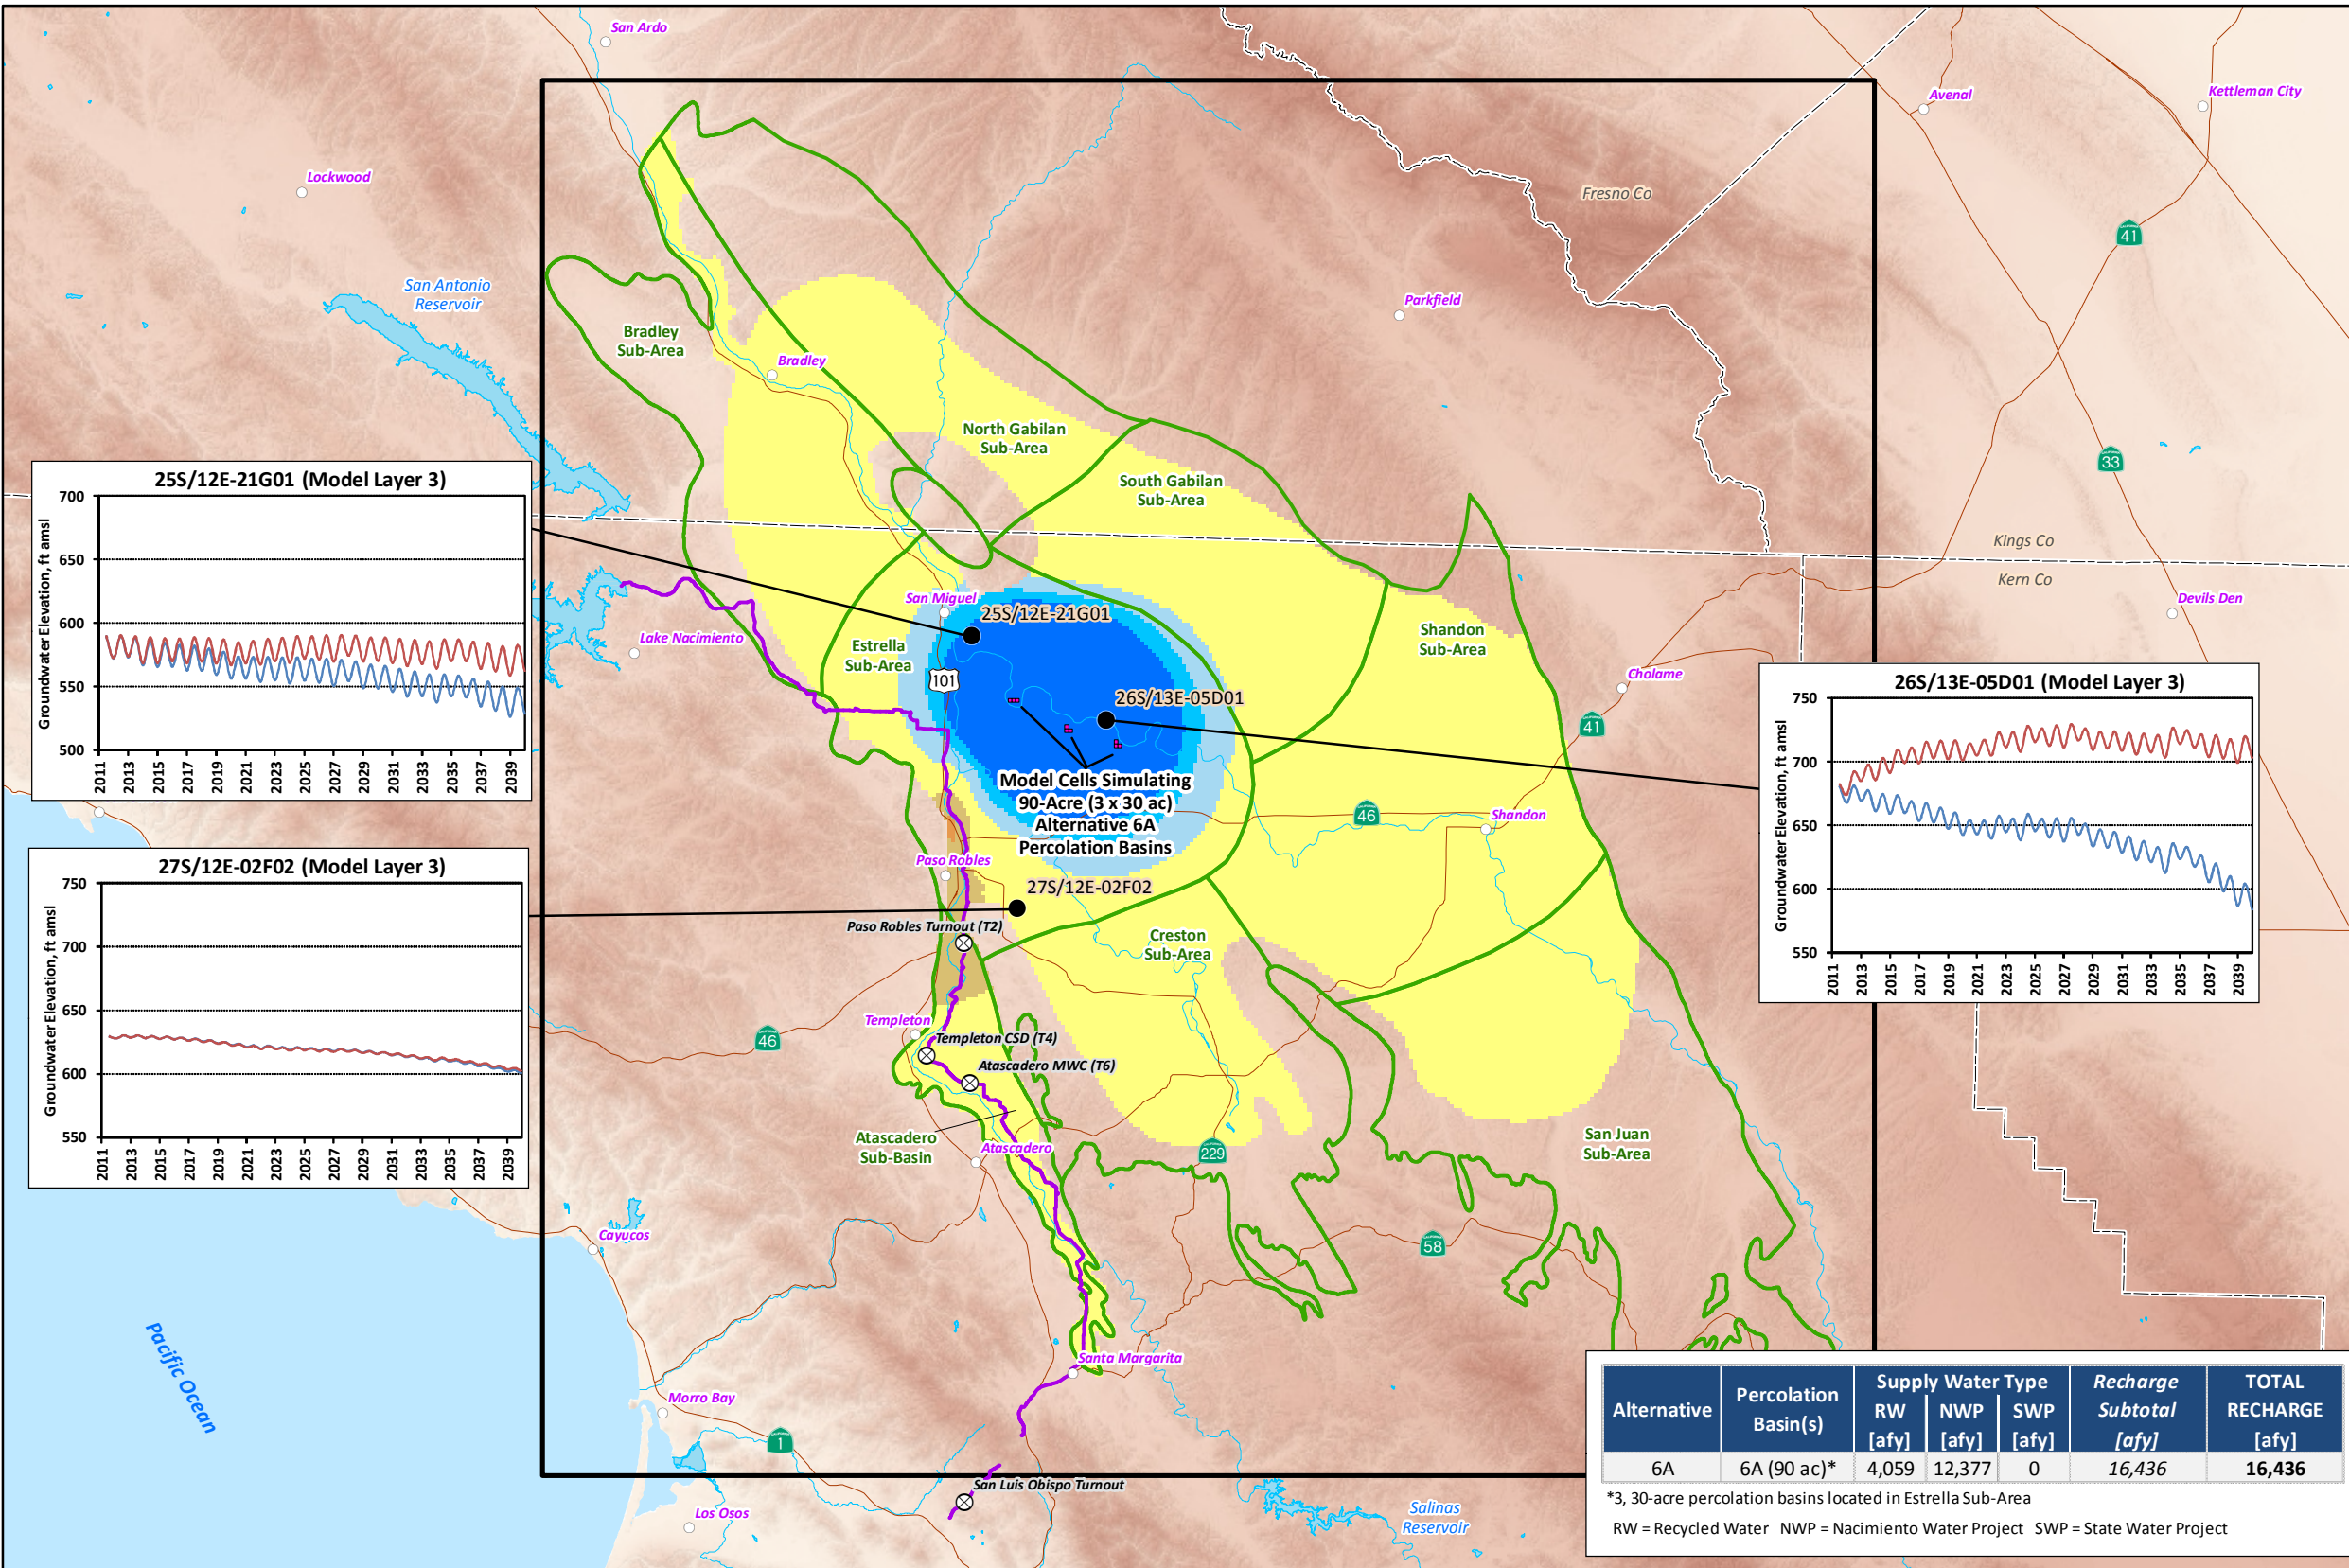 San Ardo
Avenal
Kettleman City
Lockwood
Fresno Co
41
San Antonio
Reservoir
Parkfield
Bradley
Sub-Area
Bradley
North Gabilan
Sub-Area
South Gabilan
Sub-Area
33
25S/12E-21G01 (Model Layer 3)
Groundwater Elevation, ft amsl
700
650
600
550
500
2011
2013
2015
2017
2019
2021
2023
2025
2027
2029
2031
2033
2035
2037
2039
Kings Co
Kern Co
Devils Den
San Miguel
25S/12E-21G01
Lake Nacimiento
Estrella
Sub-Area
Shandon
Sub-Area
Cholame
101
26S/13E-05D01
41
26S/13E-05D01 (Model Layer 3)
Groundwater Elevation, ft amsl
750
700
650
600
550
2011
2013
2015
2017
2019
2021
2023
2025
2027
2029
2031
2033
2035
2037
2039
Model Cells Simulating
90-Acre (3 x 30 ac)
Alternative 6A
Percolation Basins
46
Shandon
27S/12E-02F02 (Model Layer 3)
Groundwater Elevation, ft amsl
750
700
650
600
550
2011
2013
2015
2017
2019
2021
2023
2025
2027
2029
2031
2033
2035
2037
2039
Paso Robles
27S/12E-02F02
Paso Robles Turnout (T2)
Creston
Sub-Area
Templeton
46
Templeton CSD (T4)
Atascadero MWC (T6)
Atascadero
Sub-Basin
Atascadero
229
San Juan
Sub-Area
Cayucos
58
Pacific Ocean
Santa Margarita
Morro Bay
1
San Luis Obispo Turnout
Los Osos
Salinas
Reservoir
Alternative Percolation Basin(s) Supply Water Type Recharge Subtotal [afy] TOTAL RECHARGE [afy]
RW [afy] NWP [afy] SWP [afy]
6A 6A (90 ac)* 4,059 12,377 0 16,436 16,436
*3, 30-acre percolation basins located in Estrella Sub-Area
RW = Recycled Water NWP = Nacimiento Water Project SWP = State Water Project